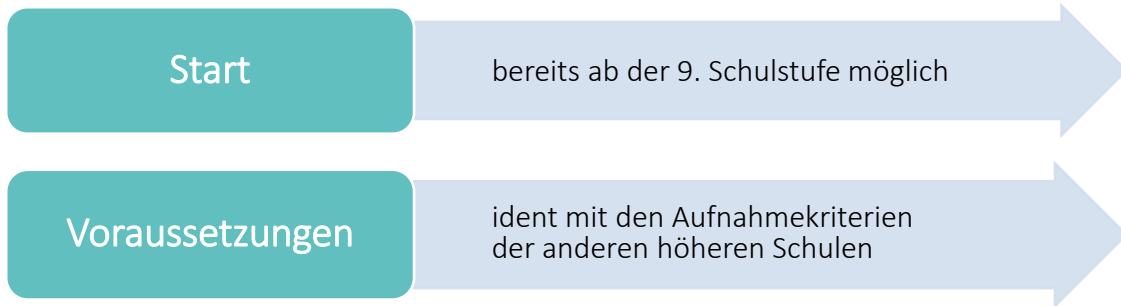 Start
bereits ab der 9. Schulstufe möglich
Voraussetzungen
ident mit den Aufnahmekriterien
der anderen höheren Schulen